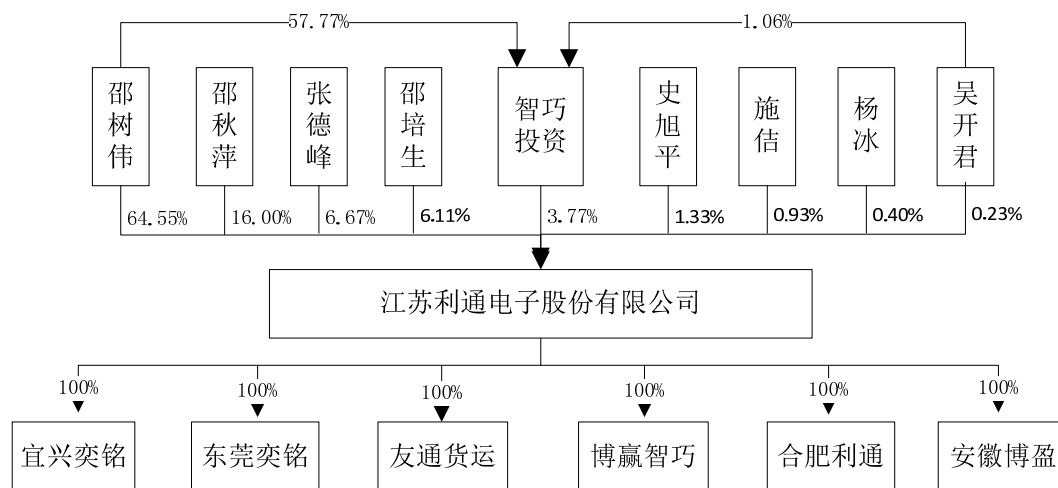 57.77%
1.06%
邵树伟
邵秋萍
张德峰
邵培生
智巧
投资
史旭平
施佶
杨冰
吴开君
64.55%
16.00%
6.67%
6.11%
3.77%
1.33%
0.93%
0.40%
0.23%
江苏利通电子股份有限公司
100%
100%
100%
100%
100%
100%
宜兴奕铭
东莞奕铭
友通货运
博赢智巧
合肥利通
安徽博盈